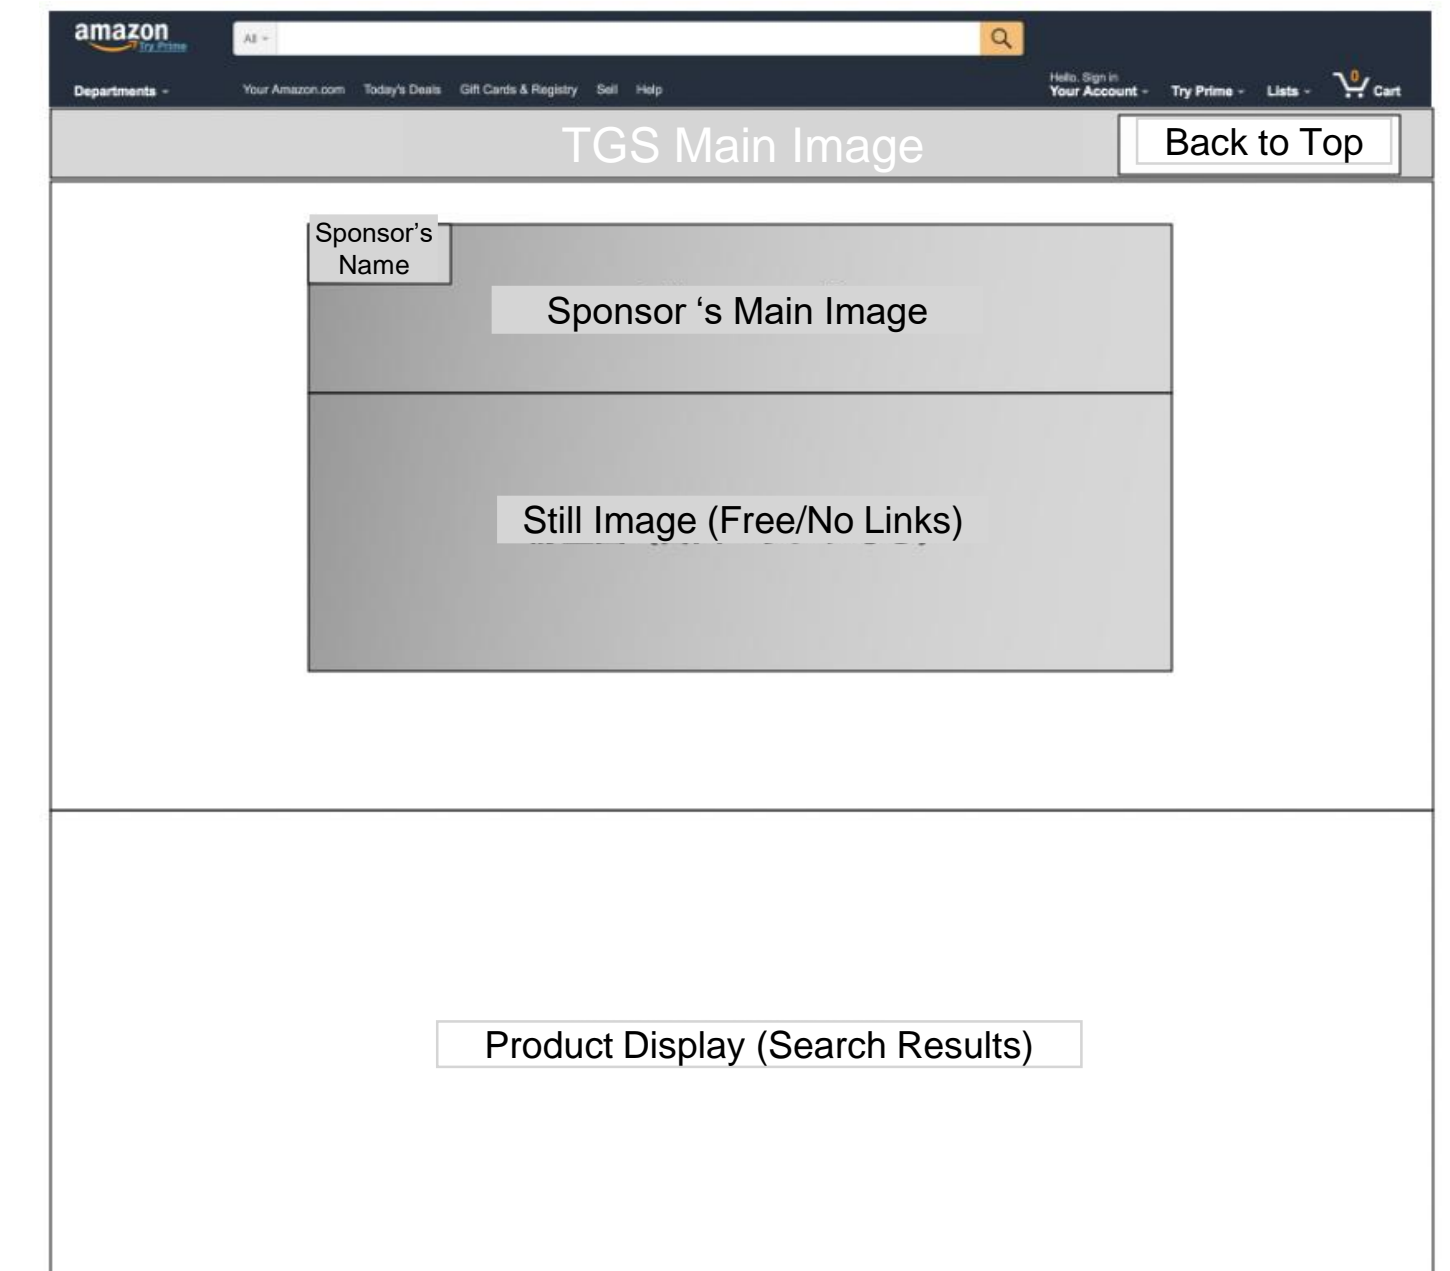 amazon
Try Prime
All
Departments
Your Amazon.com Today's Deals Gift Cards & Registry Sell Help
Hello. Sign in
Your Account Try Prime Lists 0 Cart
TGS Main Image
Back to Top
Sponsor’s
Name
Sponsor ‘s Main Image
Still Image (Free/No Links)
Product Display (Search Results)